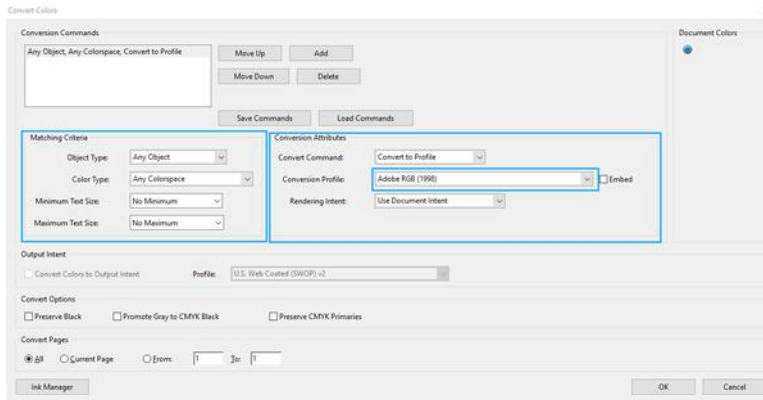 Convert Colors
Conversion Commands
Any Object, Any Colorspace, Convert to Profile
Move Up
Add
Move Down
Delete
Save Commands
Load Commands
Document Colors
Matching Criteria
Object Type: Any Object
Color Type: Any Colorspace
Minimum Text Size: No Minimum
Maximum Text Size: No Maximum
Conversion Attributes
Convert Command: Convert to Profile
Conversion Profile: Adobe RGB (1998) Embed
Rendering Intent: Use Document Intent
Output Intent
Convert Colors to Output Intent Profile: U.S. Web Coated (SWOP) v2
Convert Options
Preserve Black Promote Gray to CMYK Black Preserve CMYK Primaries
Convert Pages
All Current Page From: 1 To: 1
Ink Manager OK Cancel